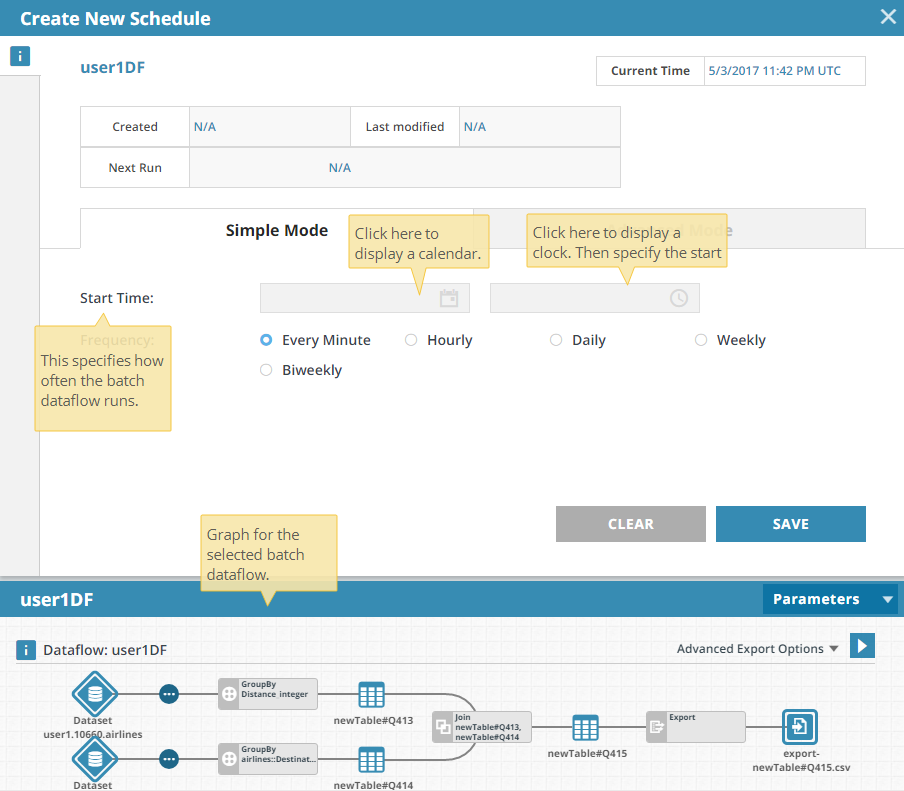 Create New Schedule
i
user1DF
Current Time 5/3/2017 11:42 PM UTC
Created N/A Last modified N/A
Next Run N/A
Simple Mode
Mode
Click here to
display a calendar.
Click here to display a
clock. Then specify the start
Start Time:
Frequency:
This specifies how
often the batch
dataflow runs.
Every Minute Hourly Daily Weekly
Biweekly
CLEAR SAVE
Graph for the
selected batch
dataflow.
user1DF Parameters
i Dataflow: user1DF Advanced Export Options
GroupBy
Distance integer
Dataset
user1.10660.airlines
newTable#Q413
Join
newTable#Q413,
newTable#Q414
newTable#Q415
Export
export-
newTable#Q415.csv
GroupBy
airlines::Destinat...
Dataset
newTable#Q414